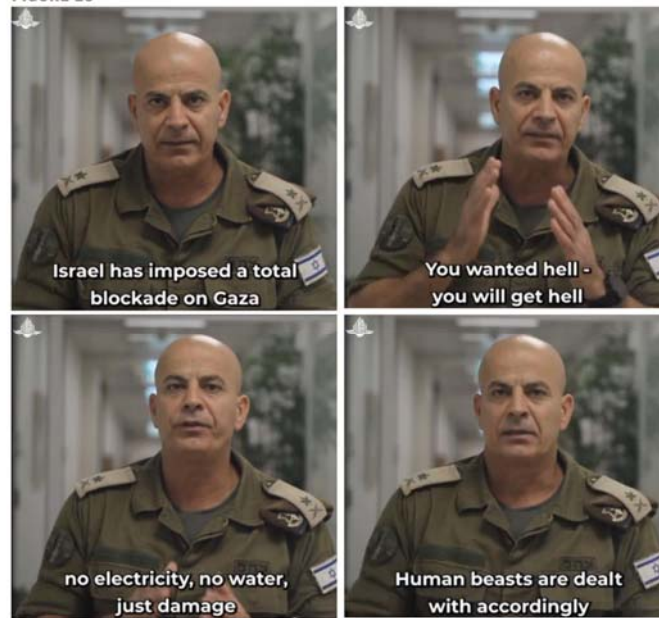 Israel has imposed a total
blockade on Gaza
You wanted hell -
you will get hell
no electricity, no water,
just damage
Human beasts are dealt
with accordingly